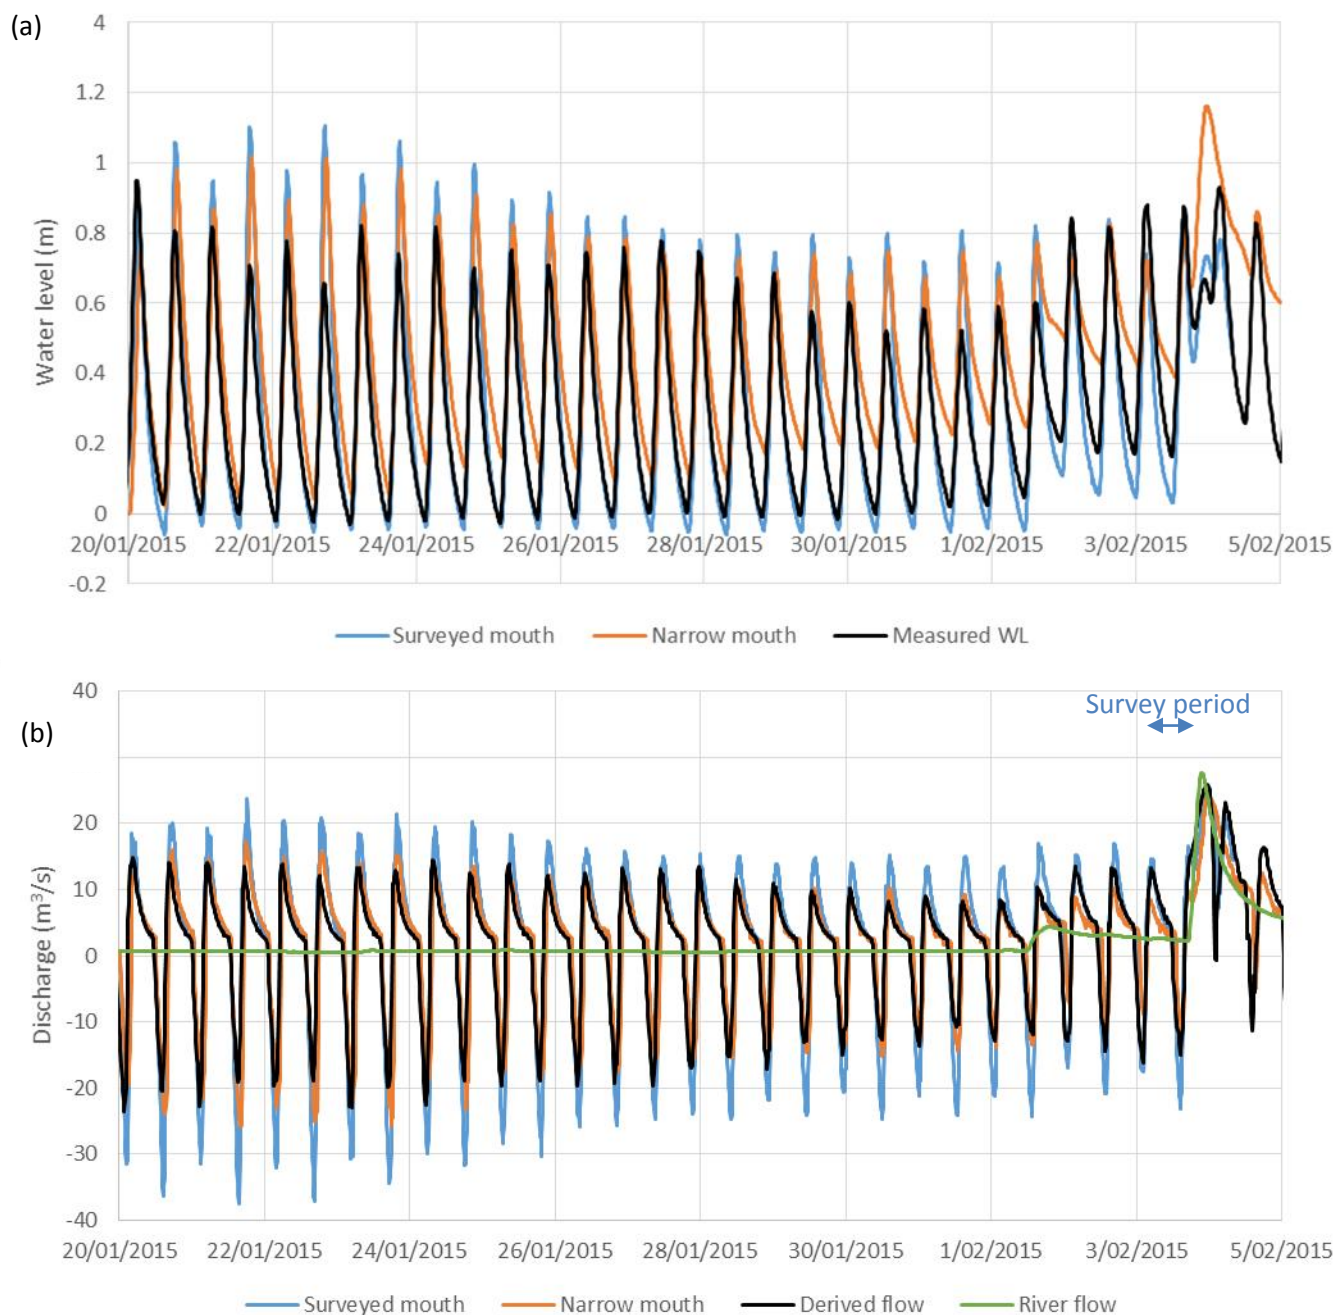 (a)
4
1.2
1
0.8
0.6
0.4
0.2
0
-0.2
Water level (m)
20/01/2015 22/01/2015 24/01/2015 26/01/2015 28/01/2015 30/01/2015 1/02/2015 3/02/2015 5/02/2015
Surveyed mouth Narrow mouth Measured WL
(b)
40
20
10
0
-10
-20
-30
-40
Discharge (m³/s)
Survey period
20/01/2015 22/01/2015 24/01/2015 26/01/2015 28/01/2015 30/01/2015 1/02/2015 3/02/2015 5/02/2015
Surveyed mouth Narrow mouth Derived flow River flow